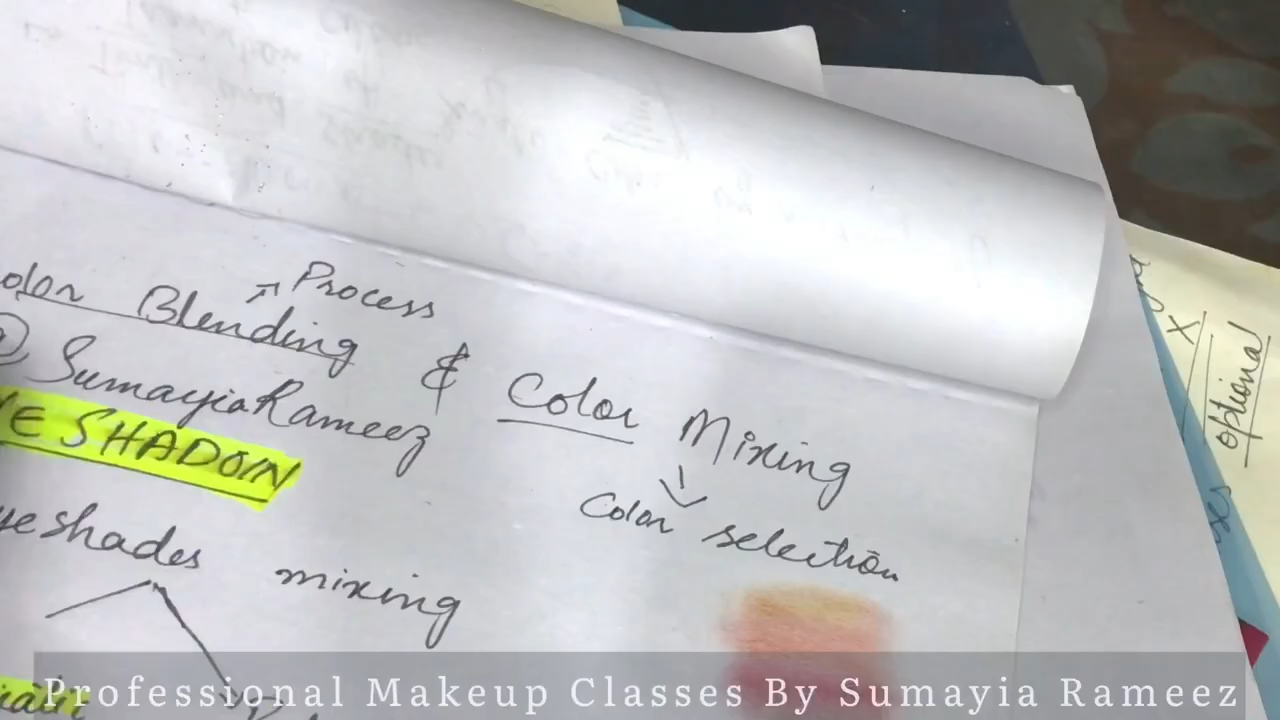 Process
olor Blending & Color Mixing
@ SumayiaRameez
YE SHADOW
Color selection
yeshades mixing
X
optional
Professional Makeup Classes By Sumayia Rameez